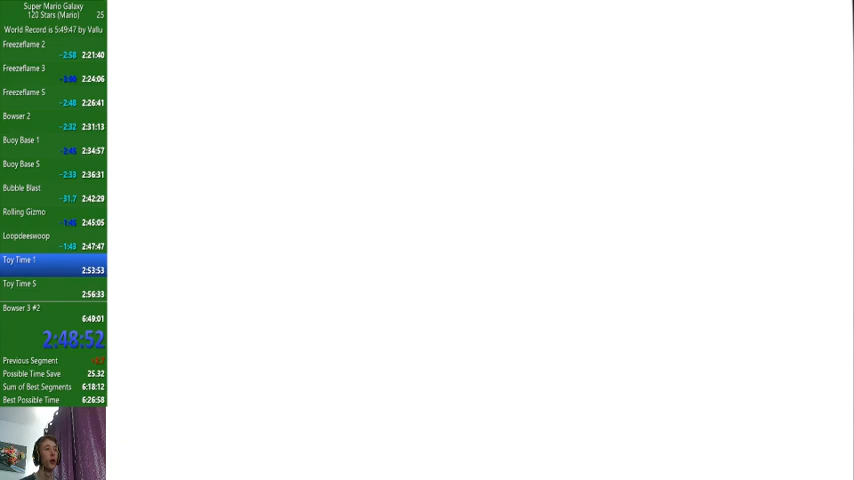 Super Mario Galaxy
120 Stars (Mario) 25
World Record is 5:49:47 by Vallu
Freezeflame 2
-2:58 2:21:40
Freezeflame 3
2:24:06
Freezeflame S
-2:48 2:26:41
Bowser 2
-2:32 2:31:13
Buoy Base 1
-2:45 2:34:57
Buoy Base S
-2:33 2:36:31
Bubble Blast
-31.7 2:42:29
Rolling Gizmo
2:45:05
Loopdeeswoop
-1:43 2:47:47
Toy Time 1
2:53:53
Toy Time S
2:56:33
Bowser 3 #2
6:49:01
2:48:52
Previous Segment
Possible Time Save 25.32
Sum of Best Segments 6:18:12
Best Possible Time 6:26:58